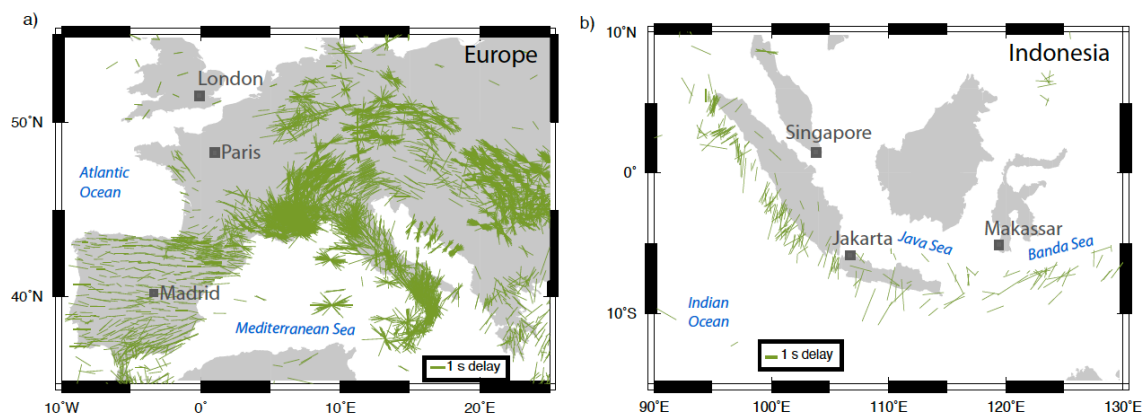 a)
Europe
London
50°N
Paris
Atlantic
Ocean
40°N
Madrid
Mediterranean Sea
1 s delay
10°W
0°
10°E
20°E
b)
10°N
Indonesia
Singapore
0°
Makassar
Jakarta
Java Sea
Banda Sea
Indian
Ocean
10°S
1 s delay
90°E
100°E
110°E
120°E
130°E